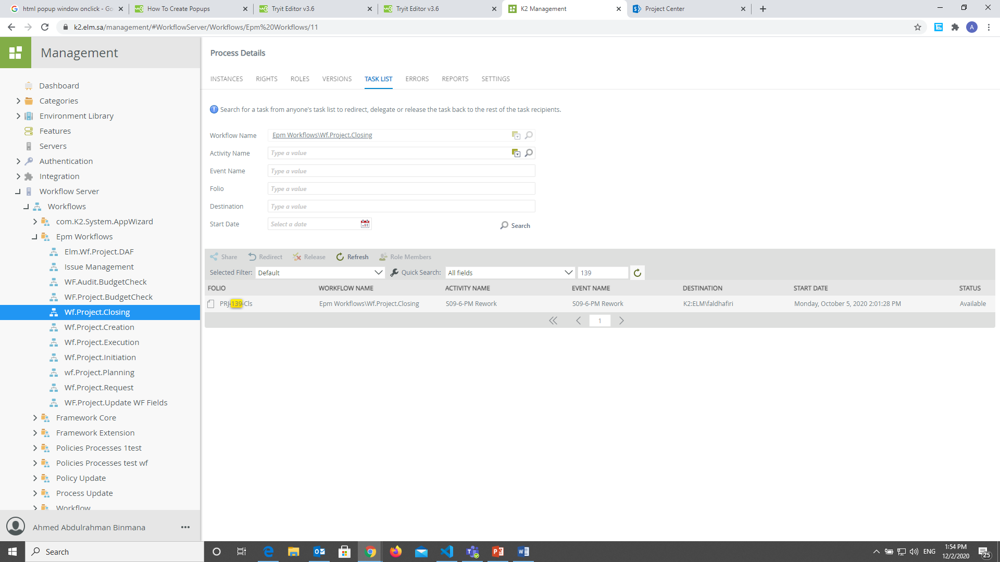 html popup window onclick - Go
How To Create Popups
Tryit Editor v3.6
Tryit Editor v3.6
K2 Management
Project Center
k2.elm.sa/management/#WorkflowServer/Workflows/Epm%20Workflows/11
A
Management
Dashboard
Categories
Environment Library
Features
Servers
Authentication
Integration
Workflow Server
Workflows
com.K2.System.AppWizard
Epm Workflows
Elm.Wf.Project.DAF
Issue Management
WF.Audit.BudgetCheck
WF.Project.BudgetCheck
Wf.Project.Closing
Wf.Project.Creation
Wf.Project.Execution
Wf.Project.Initiation
wf.Project.Planning
Wf.Project.Request
WF.Project.Update WF Fields
Framework Core
Framework Extension
Policies Processes 1test
Policies Processes test wf
Policy Update
Process Update
Workflow
Ahmed Abdulrahman Binmana
Process Details
INSTANCES RIGHTS ROLES VERSIONS TASK LIST ERRORS REPORTS SETTINGS
Search for a task from anyone's task list to redirect, delegate or release the task back to the rest of the task recipients.
Workflow Name Epm Workflows\Wf.Project.Closing
Activity Name Type a value
Event Name Type a value
Folio Type a value
Destination Type a value
Start Date Select a date
Search
Share Redirect Release Refresh Role Members
Selected Filter: Default Quick Search: All fields 139
FOLIO WORKFLOW NAME ACTIVITY NAME EVENT NAME DESTINATION START DATE STATUS
PRJ-139-Cls Epm Workflows\Wf.Project.Closing S09-6-PM Rework S09-6-PM Rework K2:ELM\faldhafiri Monday, October 5, 2020 2:01:28 PM Available
1
Search
ENG
1:54 PM
12/2/2020
25